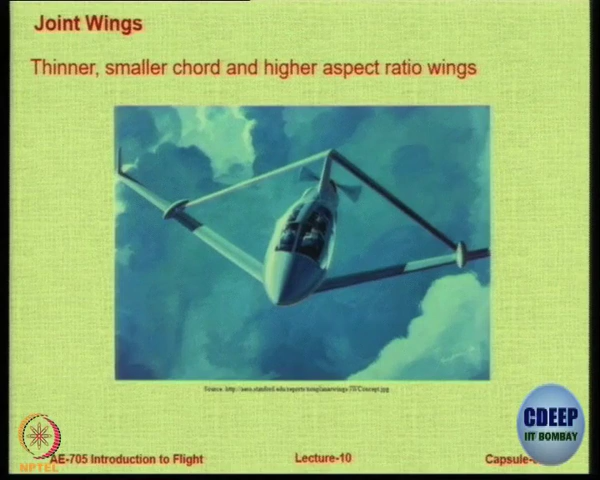 Joint Wings
Thinner, smaller chord and higher aspect ratio wings
CDEEP
IIT BOMBAY
NPTEL
AE-705 Introduction to Flight
Lecture-10